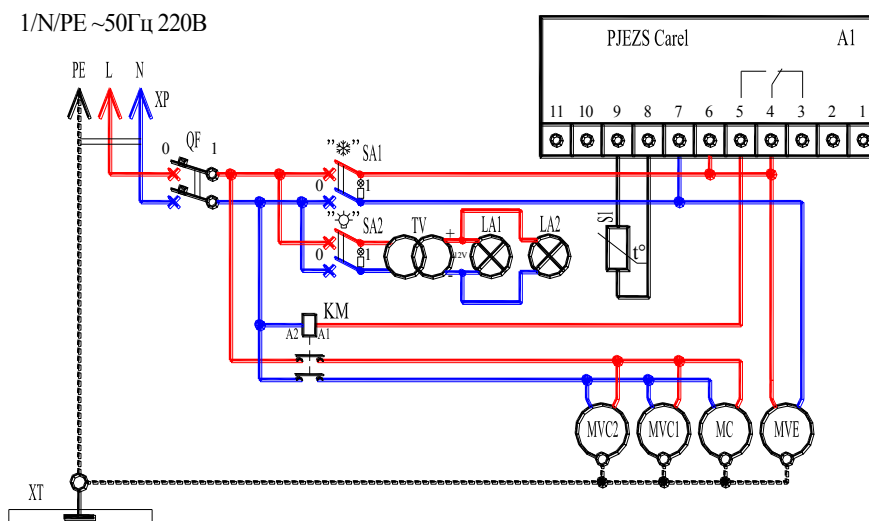 1/N/PE ~50Гц 220В
PJEZS Carel A1
PE L N
XP
11 10 9 8 7 6 5 4 3 2 1
QF
0 1
"❄" SA1
0 1
"💡" SA2
0 1
TV
+
12V
-
LA1 LA2
S1
t°
KM
A2 A1
MVC2 MVC1 MC MVE
XT